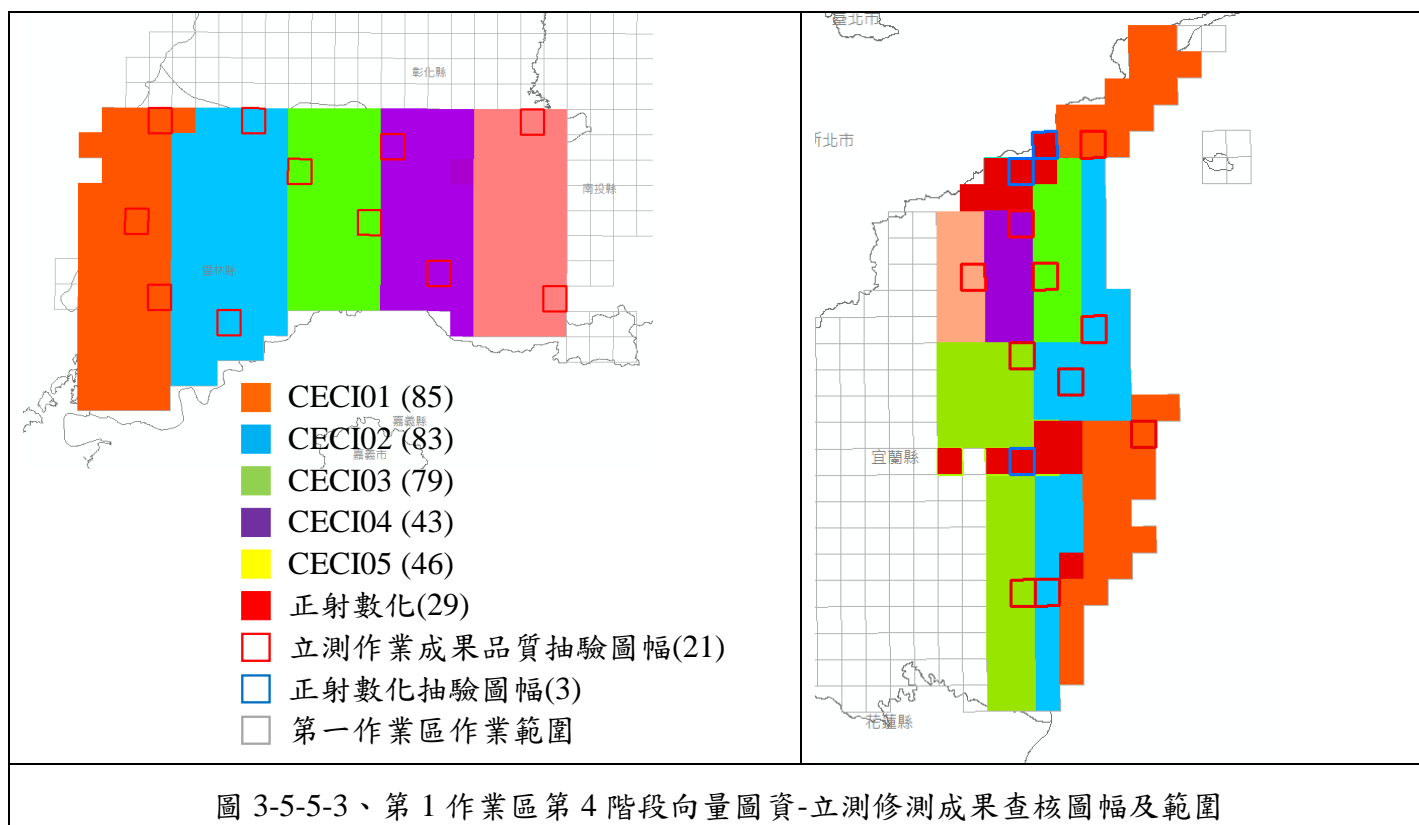 彰化縣
南投縣
雲林縣
嘉義縣
嘉義市
CECI01 (85)
CECI02 (83)
CECI03 (79)
CECI04 (43)
CECI05 (46)
正射數化(29)
立測作業成果品質抽驗圖幅(21)
正射數化抽驗圖幅(3)
第一作業區作業範圍
臺北市
新北市
宜蘭縣
花蓮縣
圖 3-5-5-3、第 1 作業區第 4 階段向量圖資-立測修測成果查核圖幅及範圍